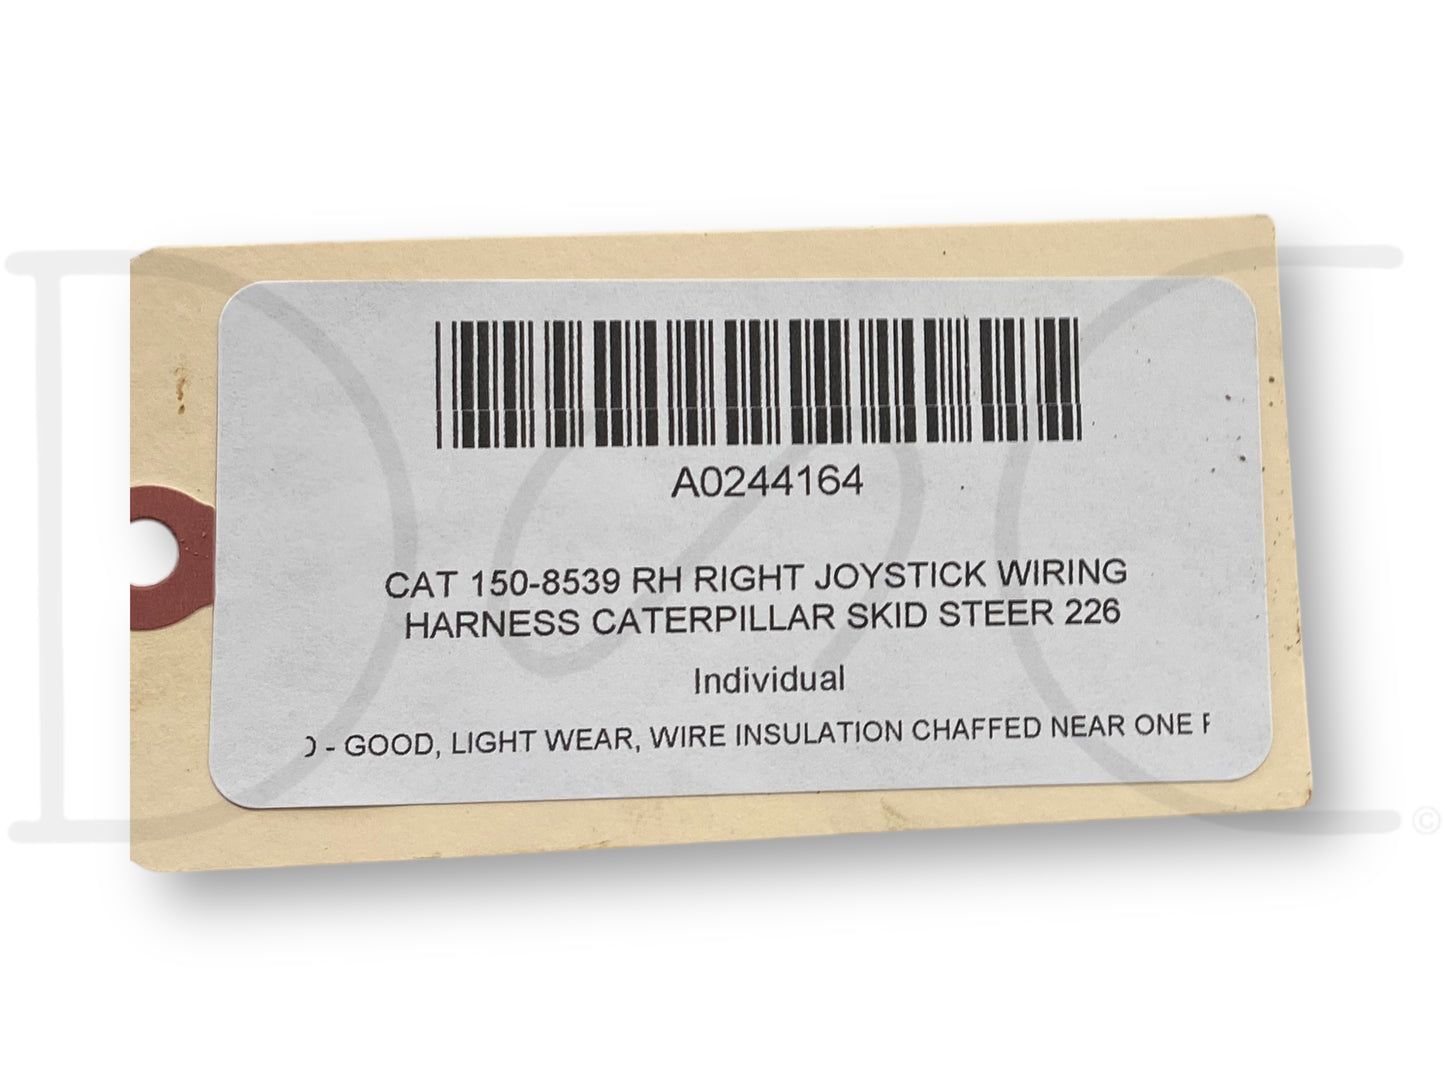 A0244164
CAT 150-8539 RH RIGHT JOYSTICK WIRING
HARNESS CATERPILLAR SKID STEER 226
Individual
- GOOD, LIGHT WEAR, WIRE INSULATION CHAFFED NEAR ONE
©